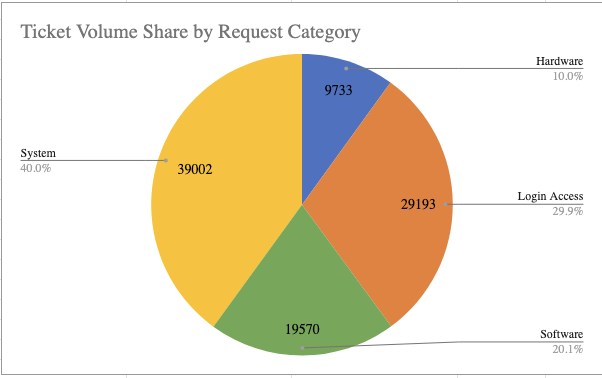 Ticket Volume Share by Request Category
Hardware
10.0%
9733
System
40.0%
39002
Login Access
29.9%
29193
Software
20.1%
19570